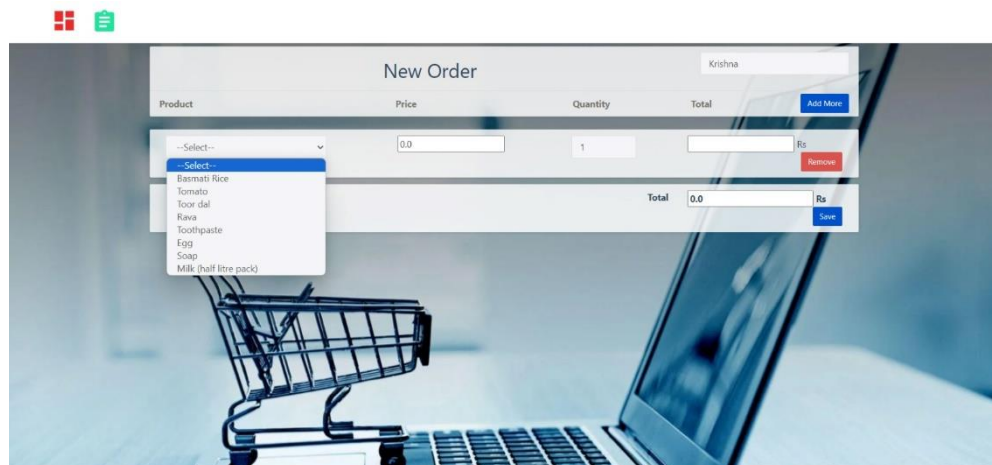 New Order
Krishna
Product Price Quantity Total Add More
--Select-- 0.0 1 Rs
Remove
--Select--
Basmati Rice
Tomato
Toor dal
Rava
Toothpaste
Egg
Soap
Milk (half litre pack)
Total 0.0 Rs
Save